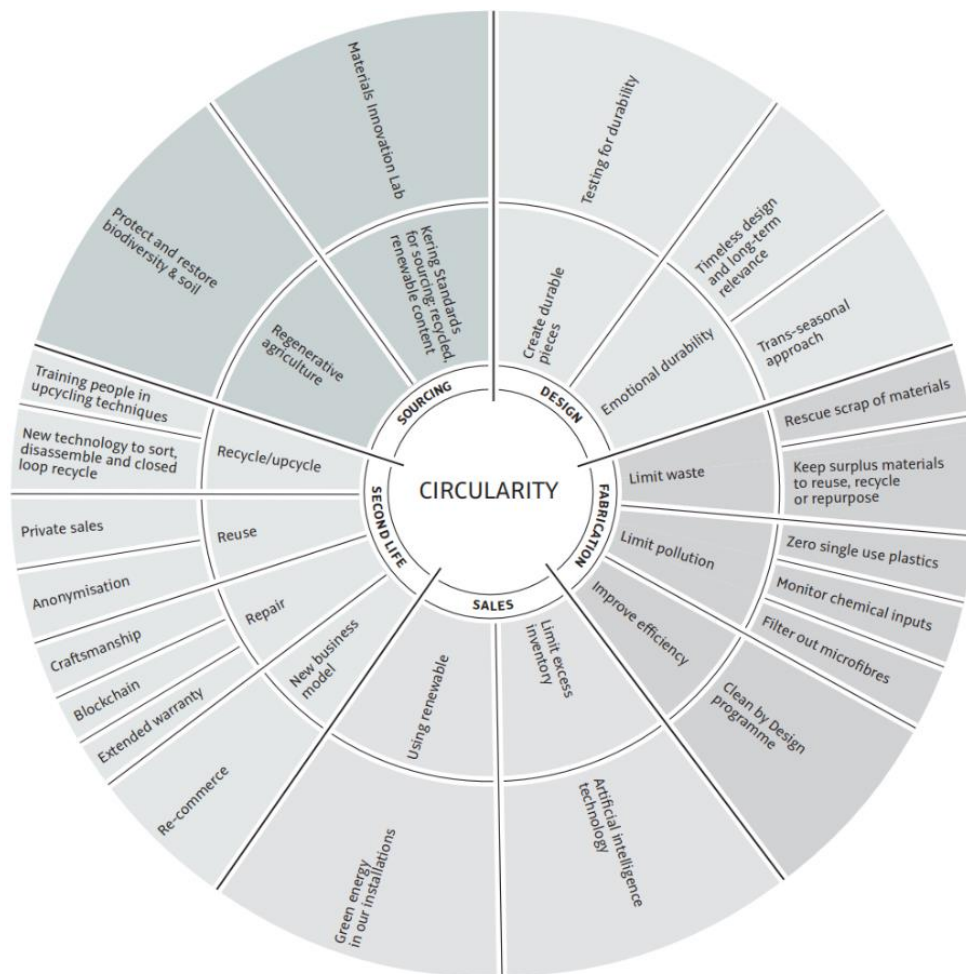 CIRCULARITY
DESIGN
Create durable
pieces
Testing for durability
Emotional durability
Timeless design
and long-term
relevance
Trans-seasonal
approach
FABRICATION
Limit waste
Rescue scrap of materials
Keep surplus materials
to reuse, recycle
or repurpose
Limit pollution
Zero single use plastics
Monitor chemical inputs
Filter out microfibres
Improve efficiency
Clean by Design
programme
SALES
Limit excess
inventory
Artificial intelligence
technology
Using renewable
Green energy
in our installations
SECOND LIFE
New business
model
Re-commerce
Repair
Extended warranty
Blockchain
Craftsmanship
Reuse
Anonymisation
Private sales
Recycle/upcycle
New technology to sort,
disassemble and closed
loop recycle
Training people in
upcycling techniques
SOURCING
Regenerative
agriculture
Protect and restore
biodiversity & soil
Kering Standards
for sourcing: recycled,
renewable content
Materials Innovation Lab